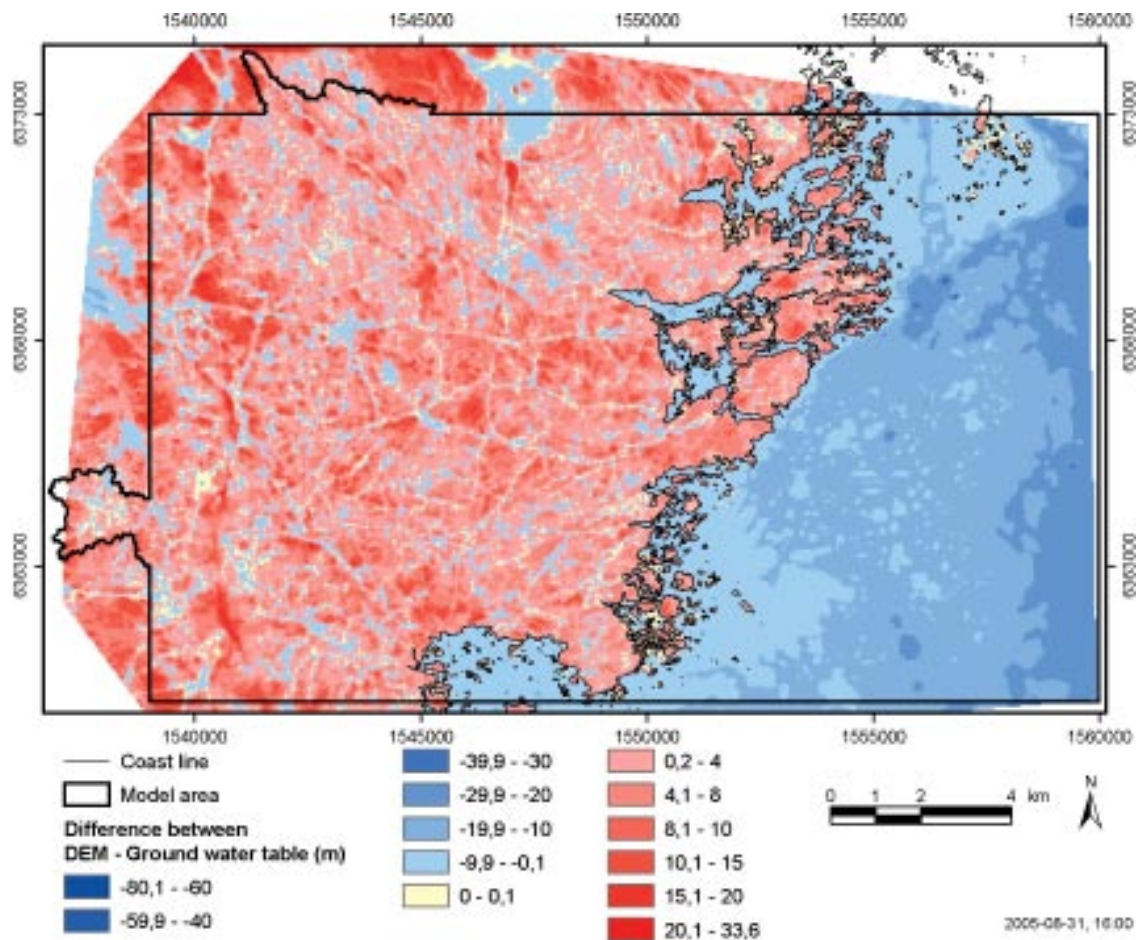 1540000 1545000 1550000 1555000 1560000
6373000 6373000
6368000 6368000
6363000 6363000
1540000 1545000 1550000 1555000 1560000
Coast line
Model area
Difference between
DEM - Ground water table (m)
-80,1 - -60
-59,9 - -40
-39,9 - -30
-29,9 - -20
-19,9 - -10
-9,9 - -0,1
0 - 0,1
0,2 - 4
4,1 - 8
8,1 - 10
10,1 - 15
15,1 - 20
20,1 - 33,6
0 1 2 4 km
N
2005-08-31, 16:00